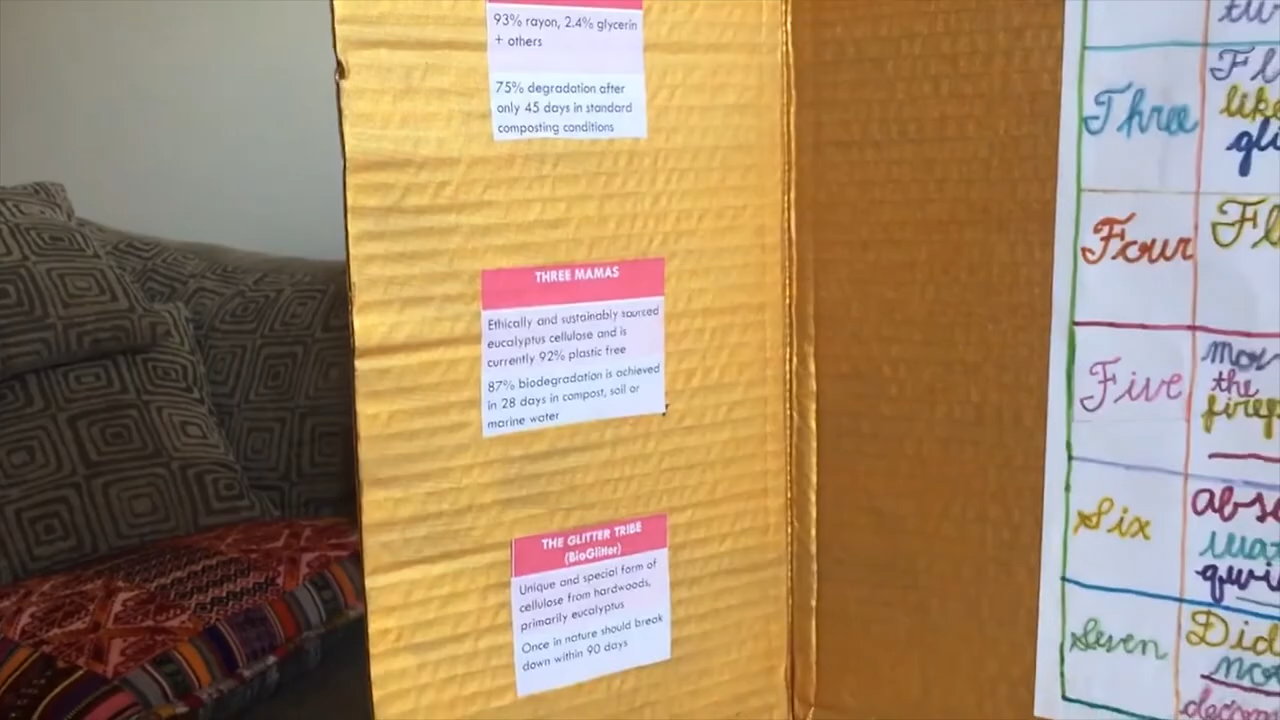 93% rayon, 2.4% glycerin
+ others
75% degradation after
only 45 days in standard
composting conditions
THREE MAMAS
Ethically and sustainably sourced
eucalyptus cellulose and is
currently 92% plastic free
87% biodegradation is achieved
in 28 days in compost, soil or
marine water
THE GLITTER TRIBE
(BioGlitter)
Unique and special form of
cellulose from hardwoods,
primarily eucalyptus
Once in nature should break
down within 90 days
Three
Four
Five
the
Six
Seven
Did